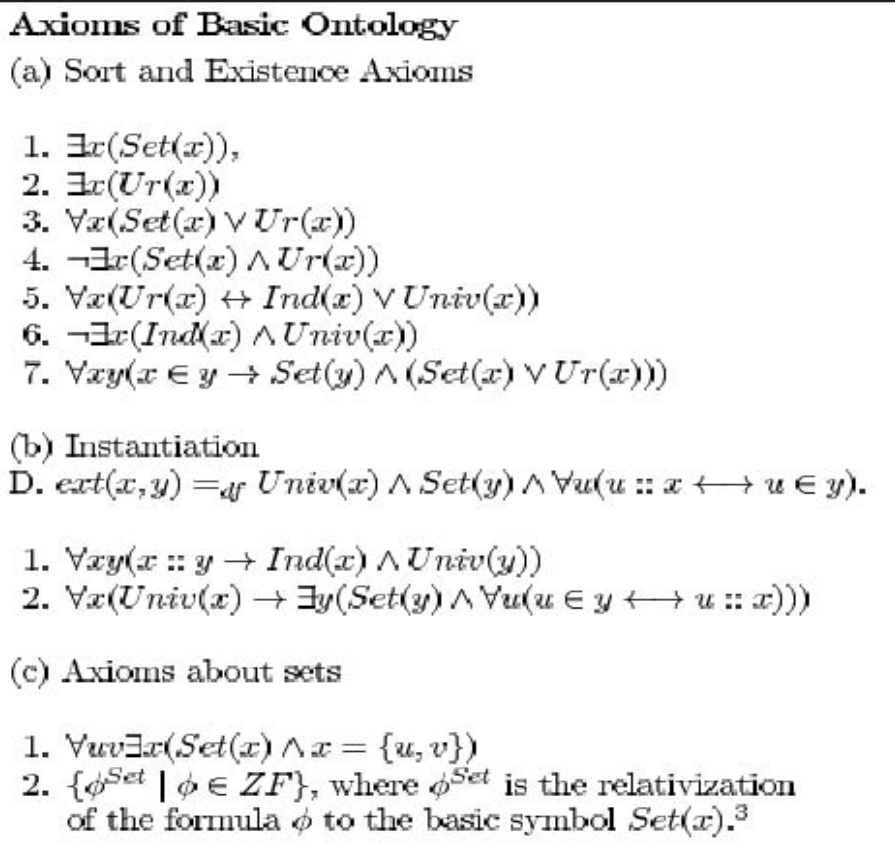 Axioms of Basic Ontology
(a) Sort and Existence Axioms
1. ∃x(Set(x)),
2. ∃x(Ur(x))
3. ∀x(Set(x) ∨ Ur(x))
4. ¬∃x(Set(x) ∧ Ur(x))
5. ∀x(Ur(x) ↔ Ind(x) ∨ Univ(x))
6. ¬∃x(Ind(x) ∧ Univ(x))
7. ∀xy(x ∈ y → Set(y) ∧ (Set(x) ∨ Ur(x)))
(b) Instantiation
D. ext(x, y) =df Univ(x) ∧ Set(y) ∧ ∀u(u :: x ⟷ u ∈ y).
1. ∀xy(x :: y → Ind(x) ∧ Univ(y))
2. ∀x(Univ(x) → ∃y(Set(y) ∧ ∀u(u ∈ y ⟷ u :: x)))
(c) Axioms about sets
1. ∀uv∃x(Set(x) ∧ x = {u, v})
2. {ϕ^Set | ϕ ∈ ZF}, where ϕ^Set is the relativization
of the formula ϕ to the basic symbol Set(x).³